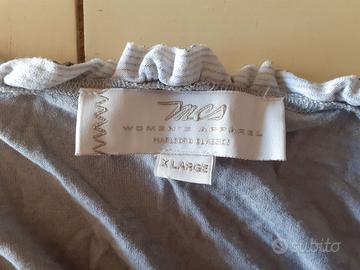 mcs
WOMEN'S APPAREL
MARLBORO CLASSICS
X LARGE
subito